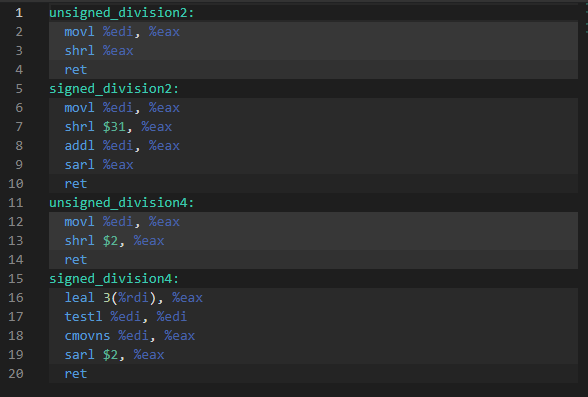 1 unsigned_division2:
2 movl %edi, %eax
3 shrl %eax
4 ret
5 signed_division2:
6 movl %edi, %eax
7 shrl $31, %eax
8 addl %edi, %eax
9 sarl %eax
10 ret
11 unsigned_division4:
12 movl %edi, %eax
13 shrl $2, %eax
14 ret
15 signed_division4:
16 leal 3(%rdi), %eax
17 testl %edi, %edi
18 cmovns %edi, %eax
19 sarl $2, %eax
20 ret